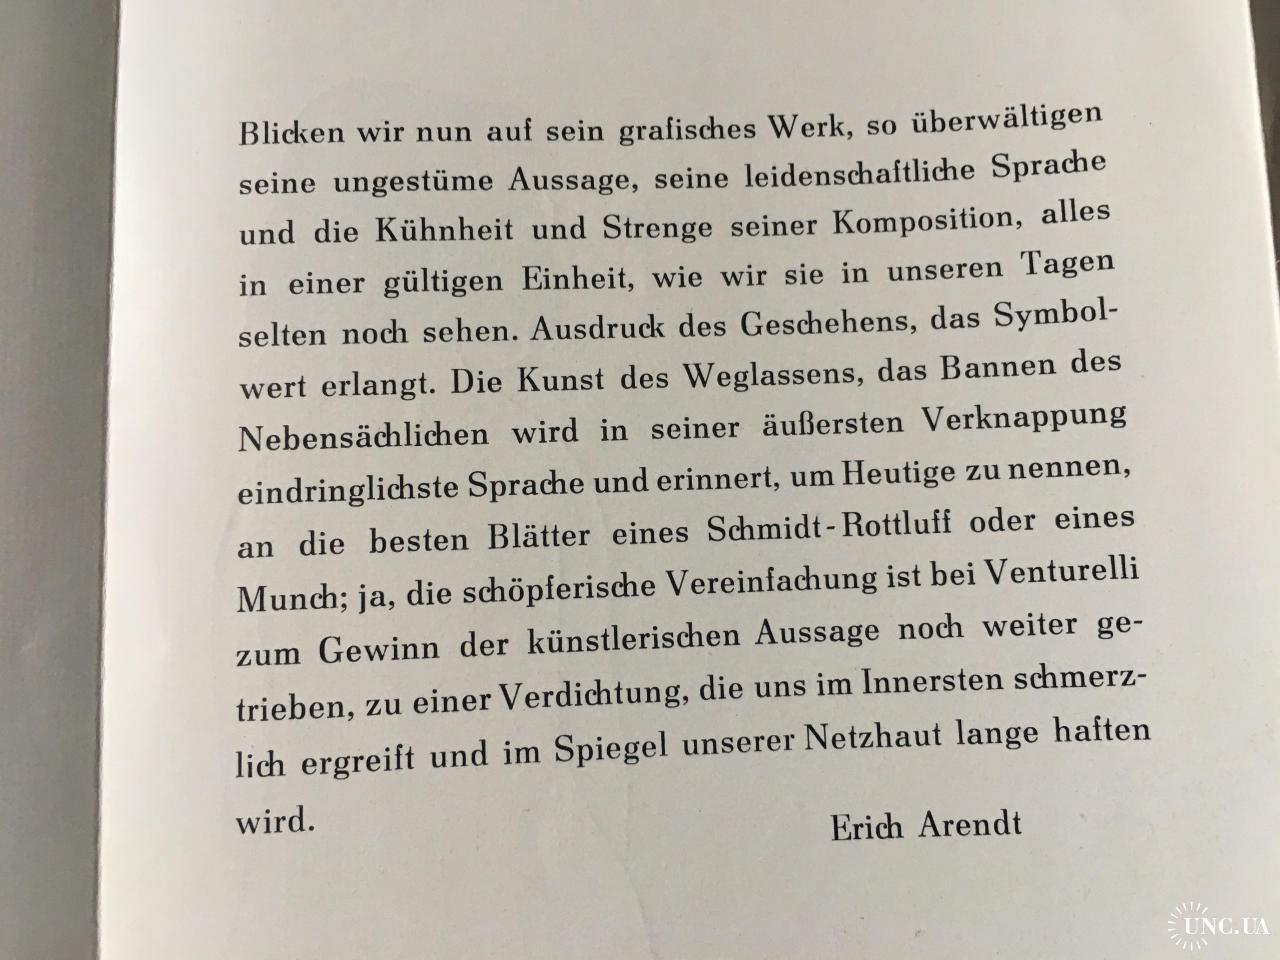 Blicken wir nun auf sein grafisches Werk, so überwältigen
seine ungestüme Aussage, seine leidenschaftliche Sprache
und die Kühnheit und Strenge seiner Komposition, alles
in einer gültigen Einheit, wie wir sie in unseren Tagen
selten noch sehen. Ausdruck des Geschehens, das Symbol-
wert erlangt. Die Kunst des Weglassens, das Bannen des
Nebensächlichen wird in seiner äußersten Verknappung
eindringlichste Sprache und erinnert, um Heutige zu nennen,
an die besten Blätter eines Schmidt-Rottluff oder eines
Munch; ja, die schöpferische Vereinfachung ist bei Venturelli
zum Gewinn der künstlerischen Aussage noch weiter ge-
trieben, zu einer Verdichtung, die uns im Innersten schmerz-
lich ergreift und im Spiegel unserer Netzhaut lange haften
wird.
Erich Arendt
UNC.UA